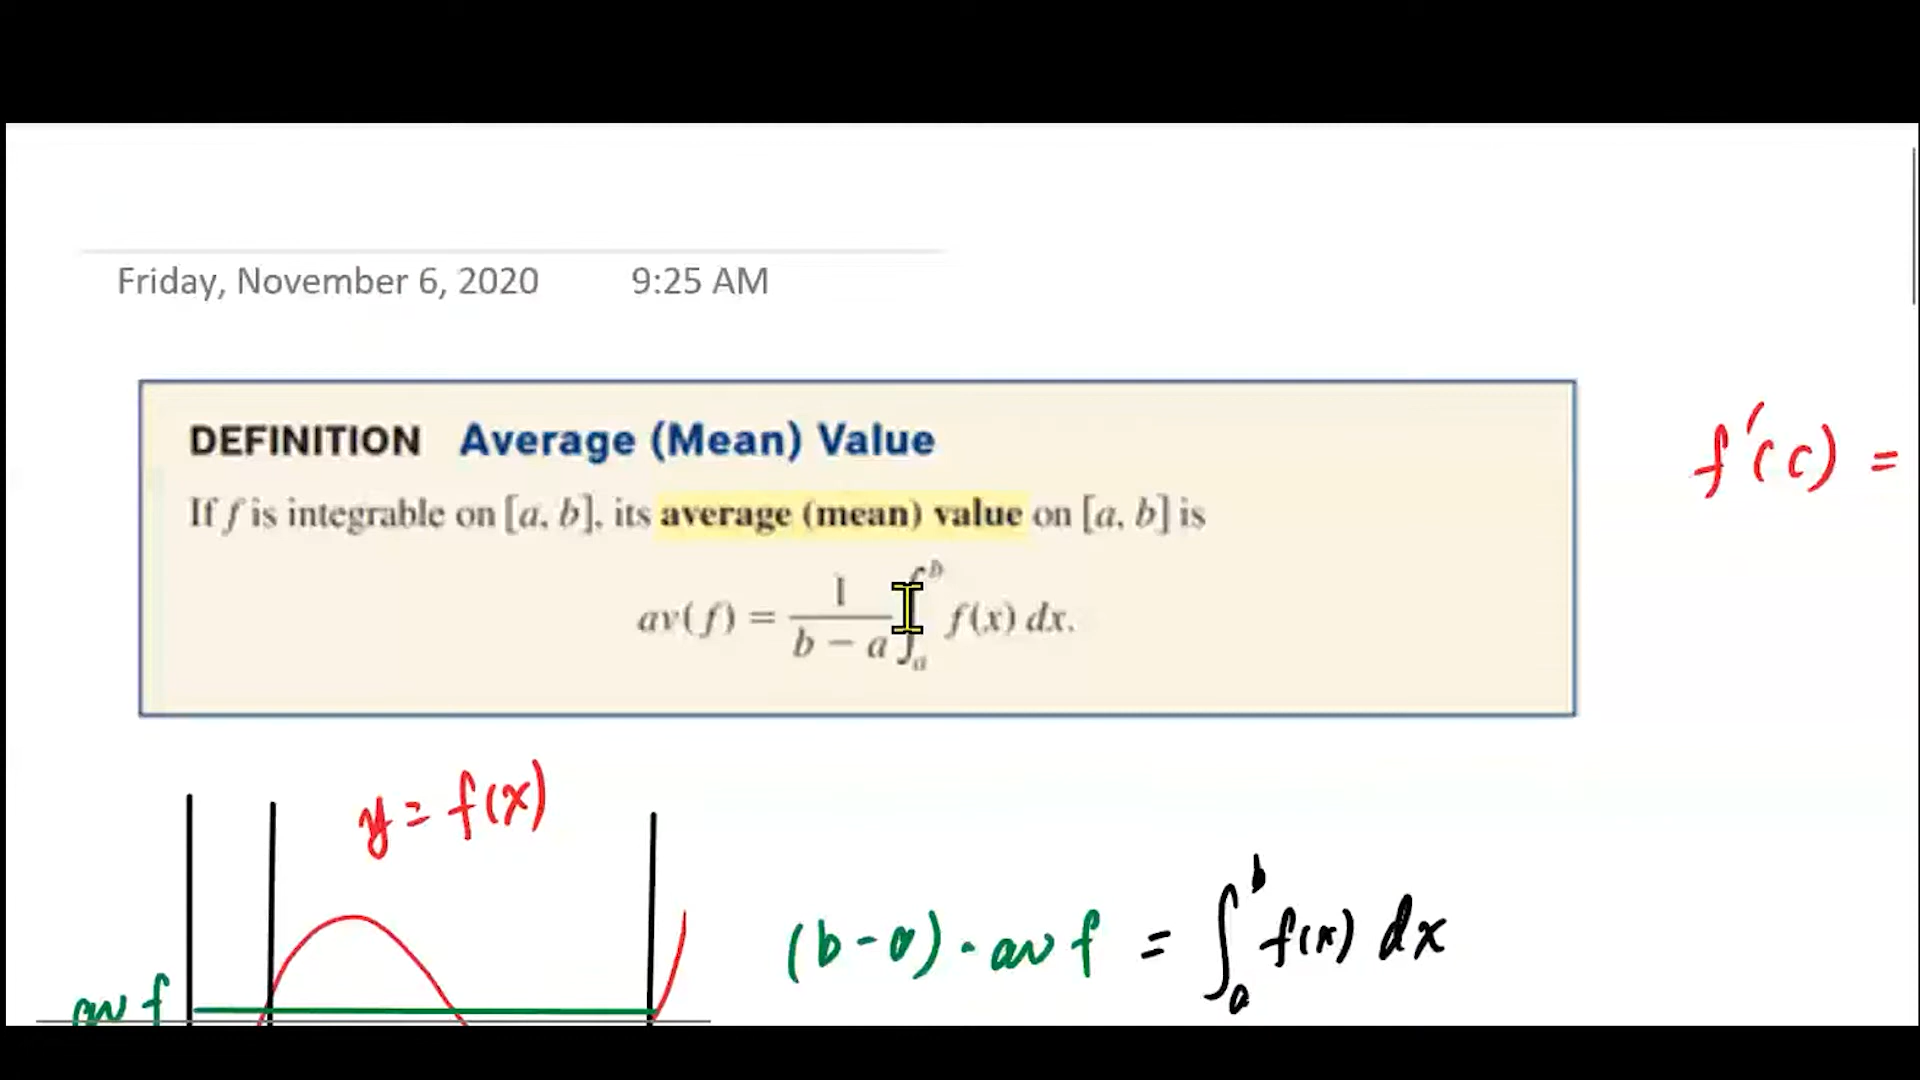 Friday, November 6, 2020 9:25 AM
DEFINITION Average (Mean) Value
If f is integrable on [a, b], its average (mean) value on [a, b] is
av(f) = 1/(b − a) ∫_a^b f(x) dx.
f'(c) =
y = f(x)
(b - a) · av f = ∫_a^b f(x) dx
av f